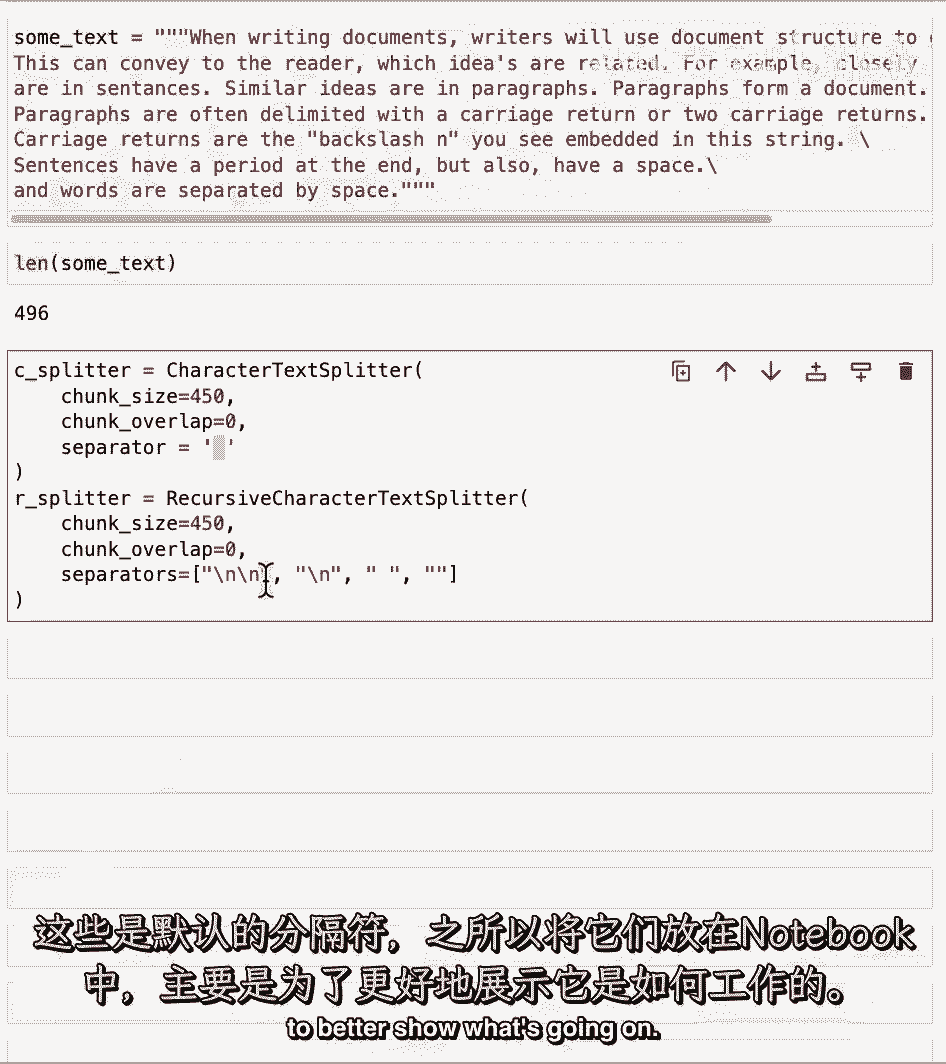 some_text = """When writing documents, writers will use document structure to
This can convey to the reader, which idea's are related. For example, closely
are in sentances. Similar ideas are in paragraphs. Paragraphs form a document.
Paragraphs are often delimited with a carriage return or two carriage returns.
Carriage returns are the "backslash n" you see embedded in this string. \
Sentences have a period at the end, but also, have a space.\
and words are separated by space."""
len(some_text)
496
c_splitter = CharacterTextSplitter(
    chunk_size=450,
    chunk_overlap=0,
    separator = ' '
)
r_splitter = RecursiveCharacterTextSplitter(
    chunk_size=450,
    chunk_overlap=0,
    separators=["\n\n", "\n", " ", ""]
)
这些是默认的分隔符，之所以将它们放在Notebook
中，主要是为了更好地展示它是如何工作的。
to better show what's going on.